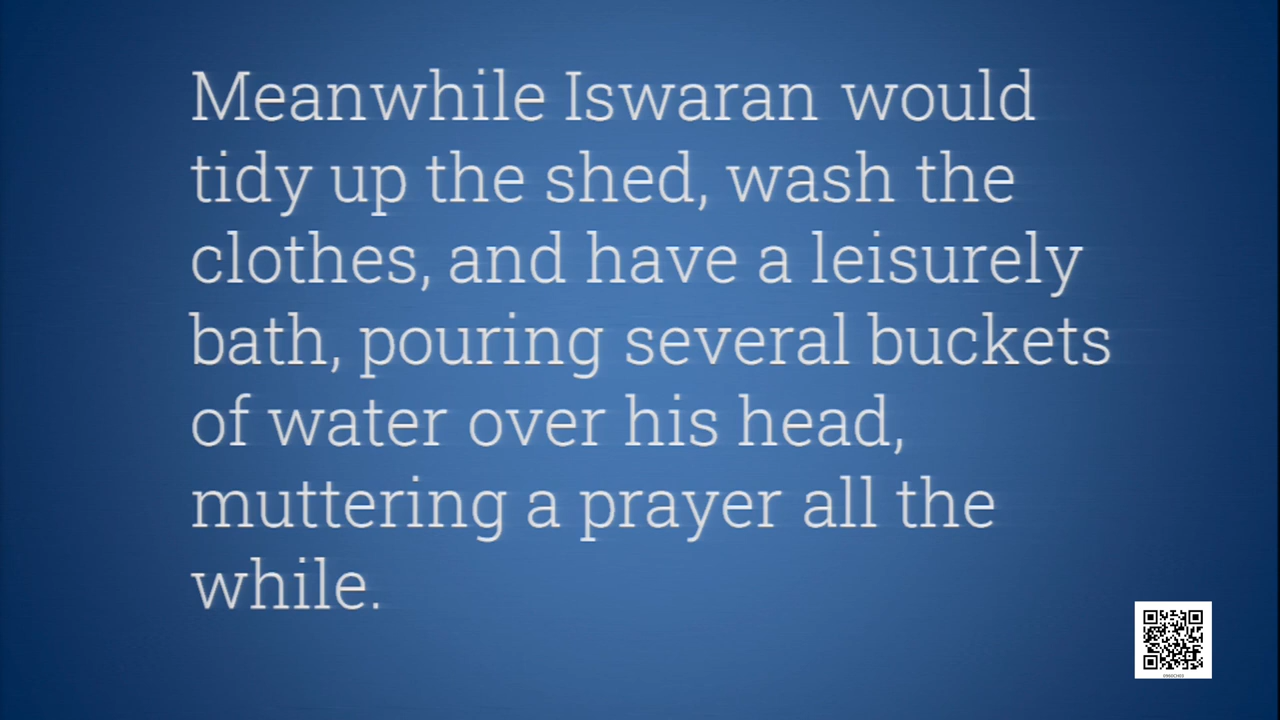 Meanwhile Iswaran would
tidy up the shed, wash the
clothes, and have a leisurely
bath, pouring several buckets
of water over his head,
muttering a prayer all the
while.
0960CH03